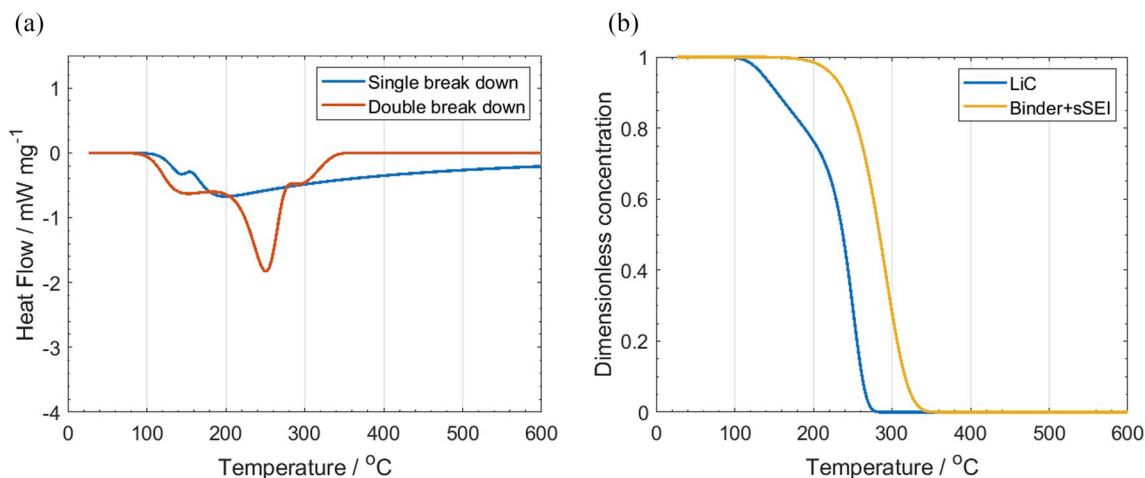 (a)
1
0
-1
-2
-3
-4
0
100
200
300
400
500
600
Heat Flow / mW mg⁻¹
Temperature / °C
Single break down
Double break down
(b)
1
0.8
0.6
0.4
0.2
0
0
100
200
300
400
500
600
Dimensionless concentration
Temperature / °C
LiC
Binder+sSEI